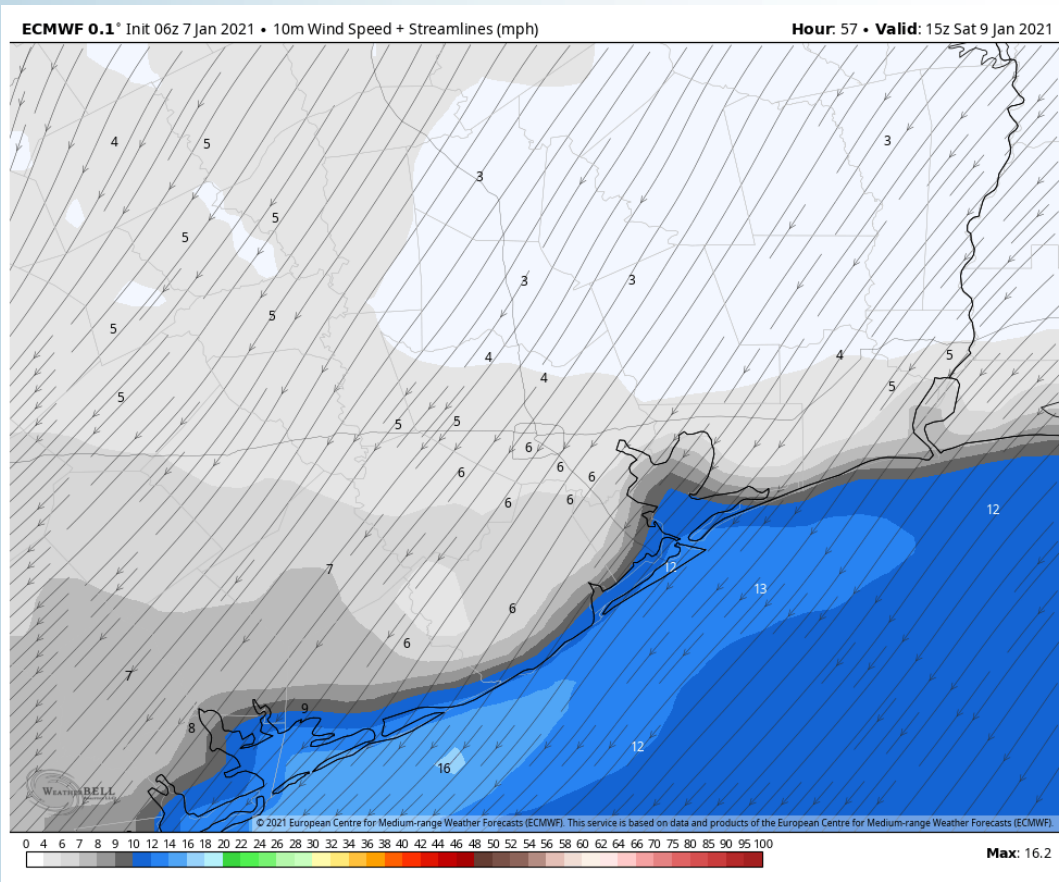 ECMWF 0.1° Init 06z 7 Jan 2021 • 10m Wind Speed + Streamlines (mph)
Hour: 57 • Valid: 15z Sat 9 Jan 2021
4 5 3
3
5
5
3 3
5 5
4 4 5
4 5
5
5 5
6
6 6 6
6 6
12
7 12
13
6
6
7
9
8
12
16
WEATHERBELL
© 2021 European Centre for Medium-range Weather Forecasts (ECMWF). This service is based on data and products of the European Centre for Medium-range Weather Forecasts (ECMWF).
0 4 6 7 8 9 10 12 14 16 18 20 22 24 26 28 30 32 34 36 38 40 42 44 46 48 50 52 54 56 58 60 62 64 66 70 75 80 85 90 95 100
Max: 16.2